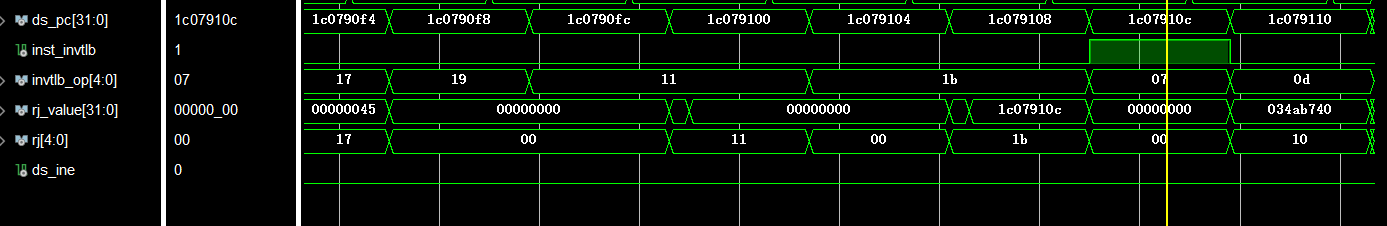 ds_pc[31:0] 1c07910c 1c0790f4 1c0790f8 1c0790fc 1c079100 1c079104 1c079108 1c07910c 1c079110
inst_invtlb 1
invtlb_op[4:0] 07 17 19 11 1b 07 0d
rj_value[31:0] 00000_00 00000045 00000000 00000000 1c07910c 00000000 034ab740
rj[4:0] 00 17 00 11 00 1b 00 10
ds_ine 0